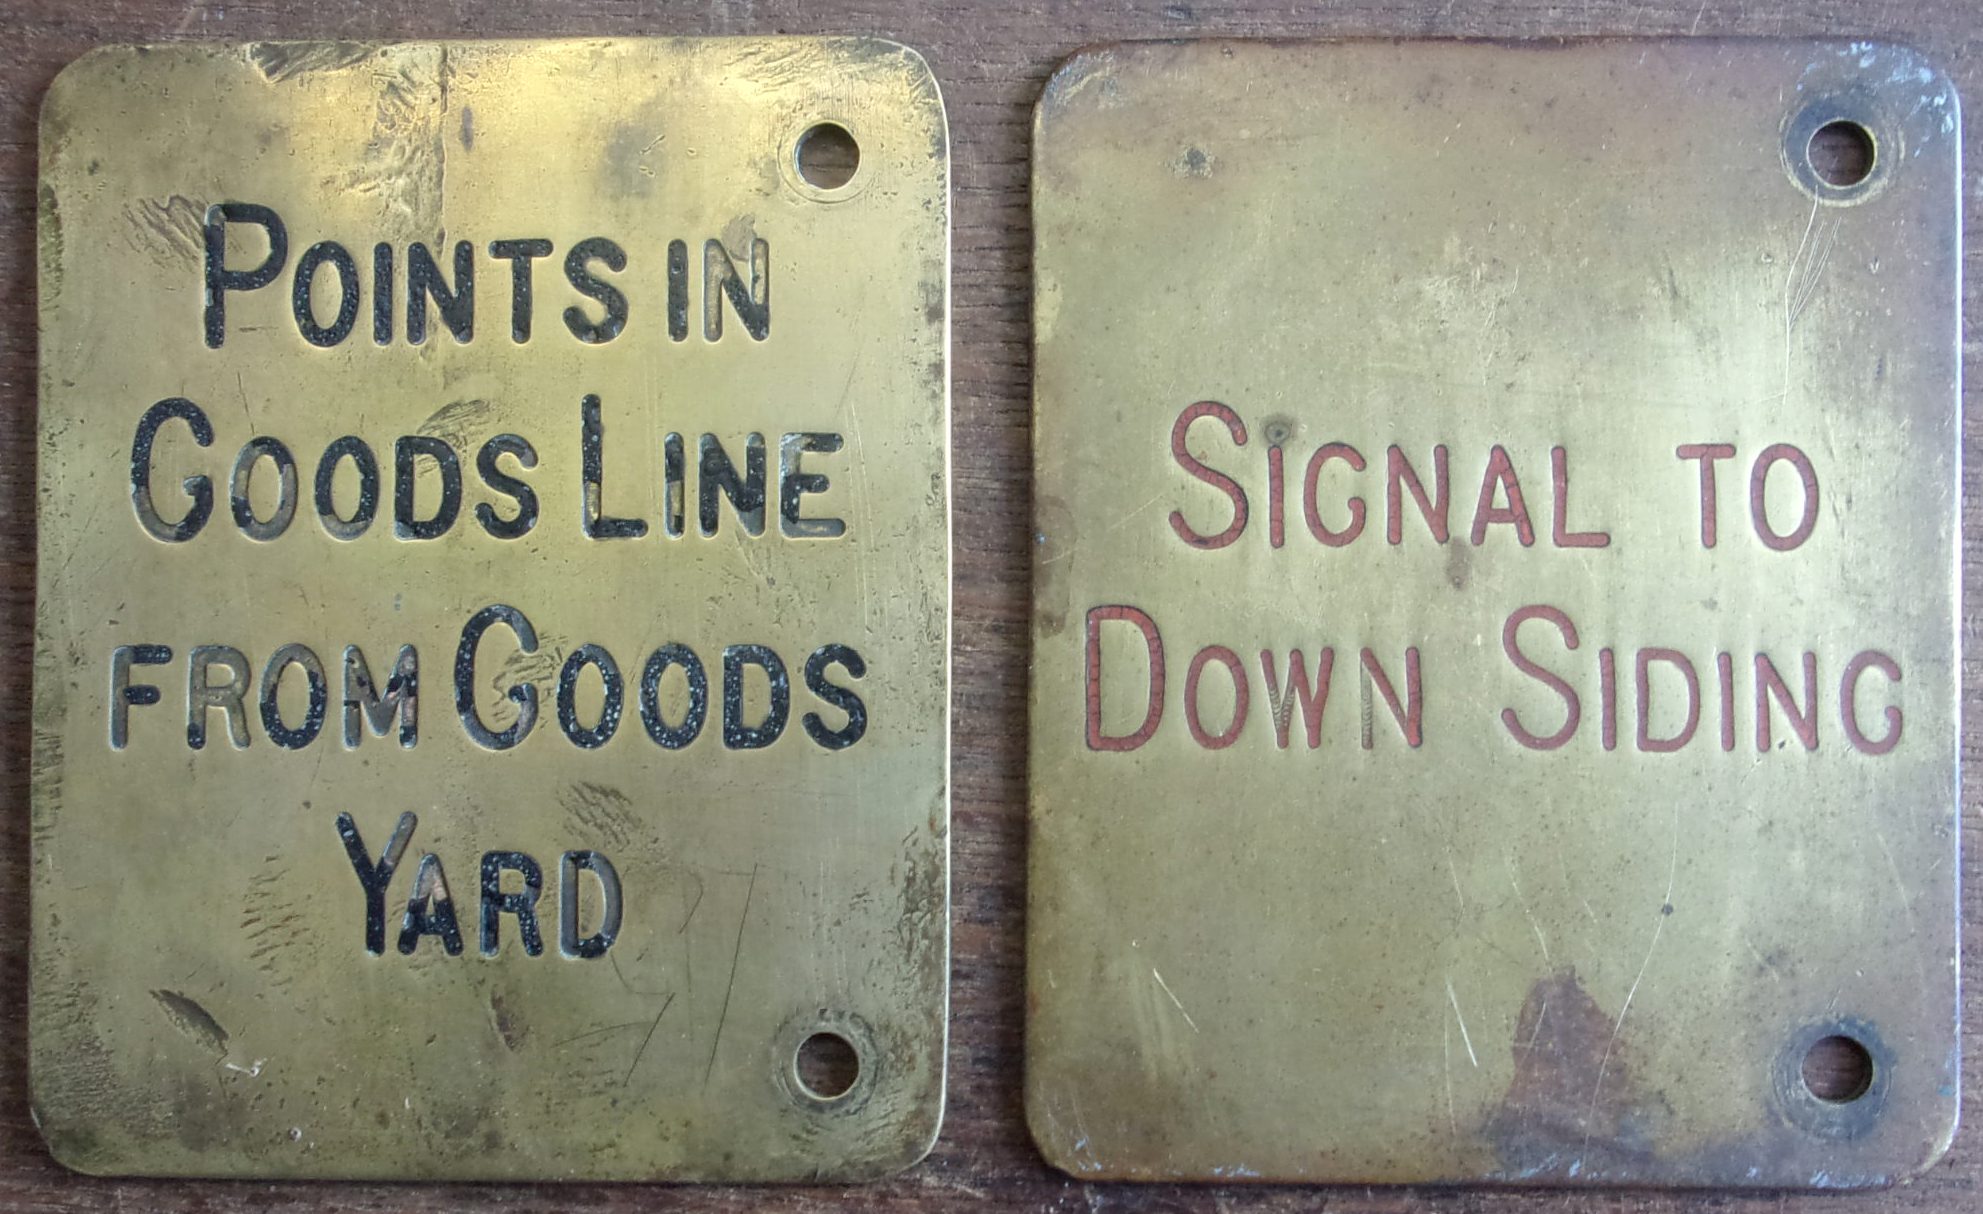 POINTS IN
GOODS LINE
FROM GOODS
YARD
SIGNAL TO
DOWN SIDING